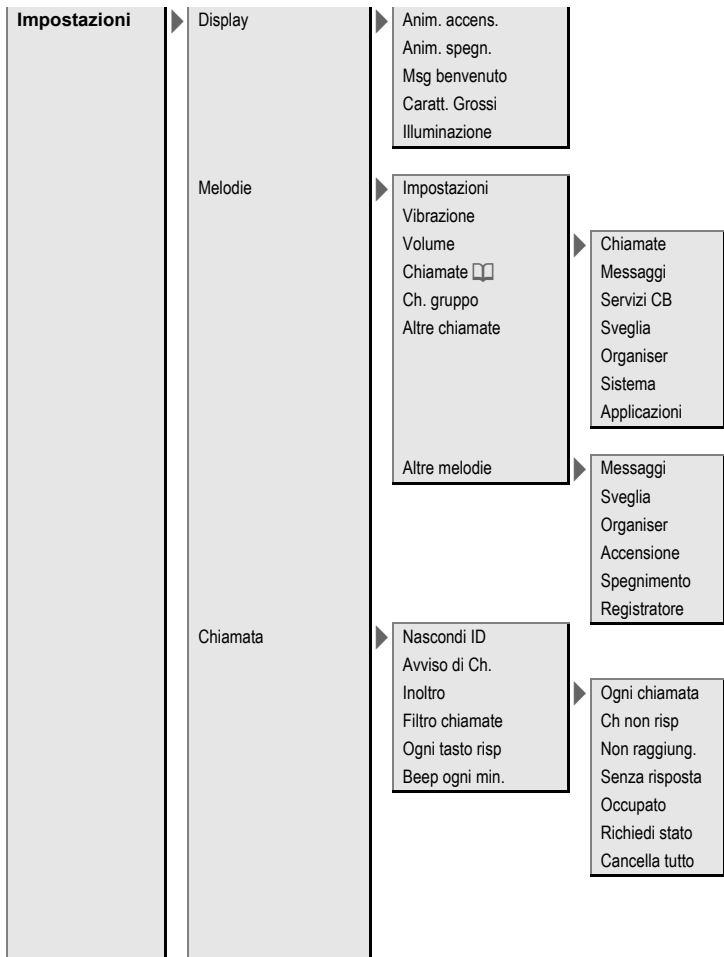 Impostazioni
Display
Anim. accens.
Anim. spegn.
Msg benvenuto
Caratt. Grossi
Illuminazione
Melodie
Impostazioni
Vibrazione
Volume
Chiamate
Messaggi
Servizi CB
Sveglia
Organiser
Sistema
Applicazioni
Chiamate
Ch. gruppo
Altre chiamate
Altre melodie
Messaggi
Sveglia
Organiser
Accensione
Spegnimento
Registratore
Chiamata
Nascondi ID
Avviso di Ch.
Inoltro
Ogni chiamata
Ch non risp
Non raggiung.
Senza risposta
Occupato
Richiedi stato
Cancella tutto
Filtro chiamate
Ogni tasto risp
Beep ogni min.